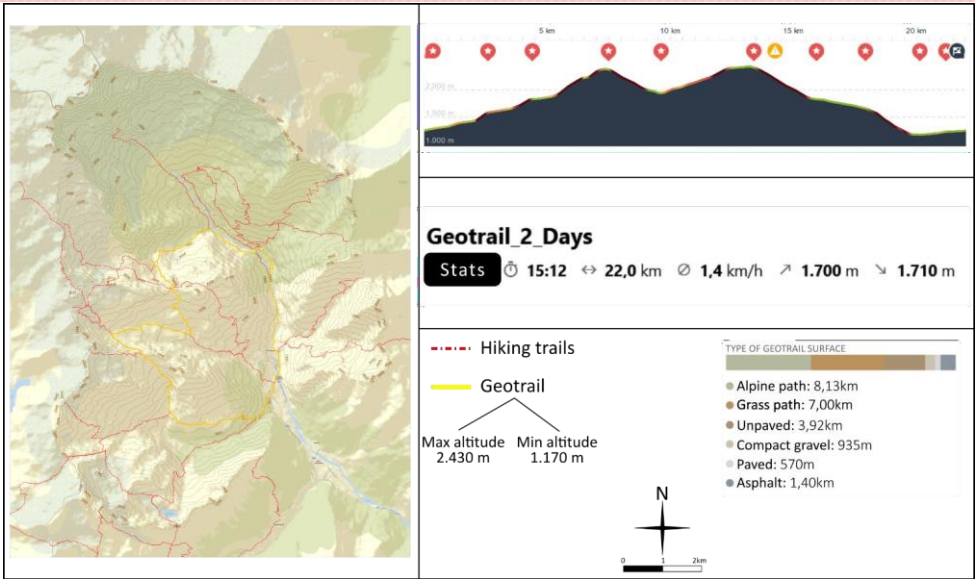 5 km 10 km 15 km
2,000 m
1,500 m
1.000 m
Geotrail_2_Days
Stats 15:12 22,0 km 1,4 km/h 1.700 m 1.710 m
Hiking trails
Geotrail
Max altitude Min altitude
2.430 m 1.170 m
TYPE OF GEOTRAIL SURFACE
Alpine path: 8,13km
Grass path: 7,00km
Unpaved: 3,92km
Compact gravel: 935m
Paved: 570m
Asphalt: 1,40km
N
0 1 2km